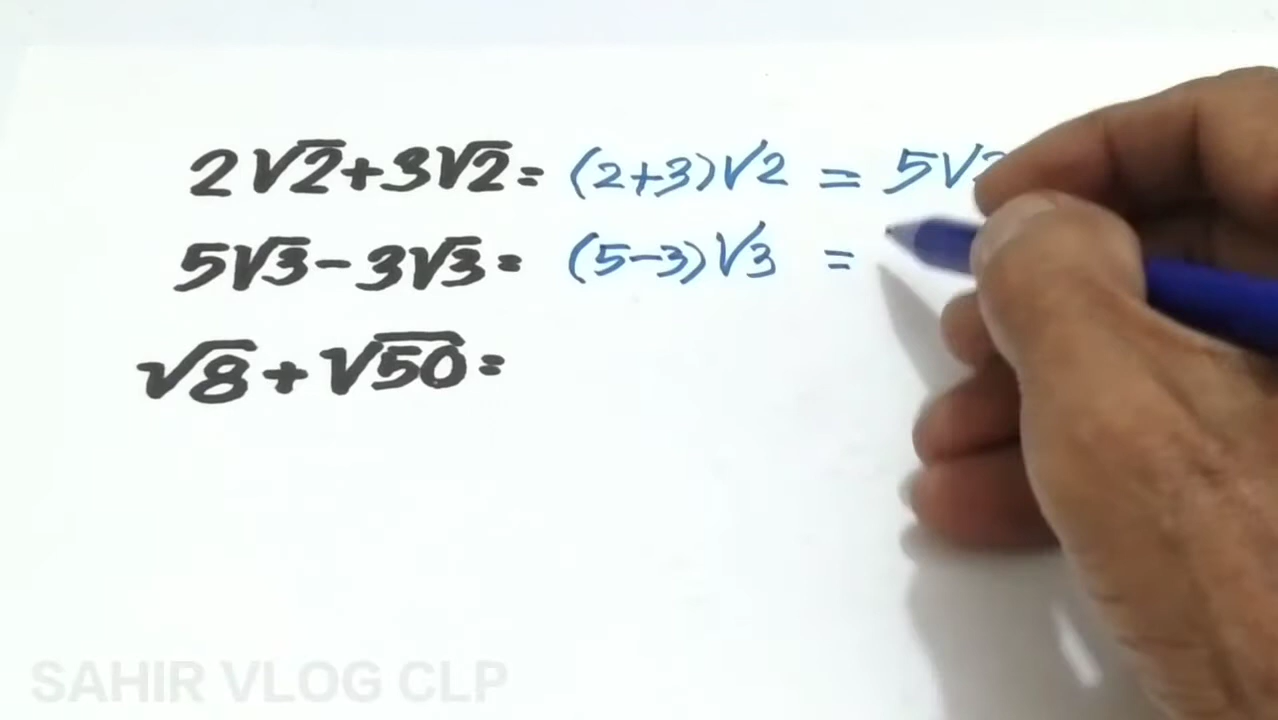 2√2+3√2= (2+3)√2 = 5√2
5√3-3√3= (5-3)√3 =
√8+√50=
SAHIR VLOG CLP